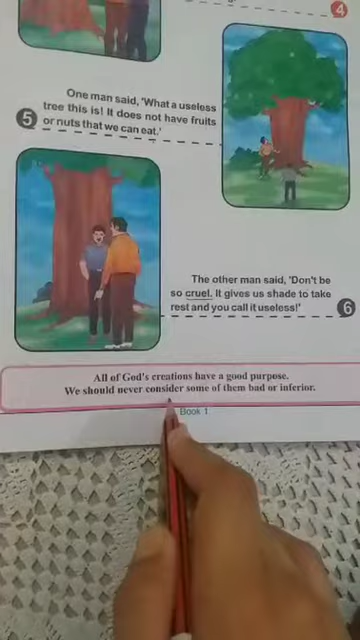 4
One man said, 'What a useless
tree this is! It does not have fruits
or nuts that we can eat.'
5
The other man said, 'Don't be
so cruel. It gives us shade to take
rest and you call it useless!'
6
All of God's creations have a good purpose.
We should never consider some of them bad or inferior.
Book 1